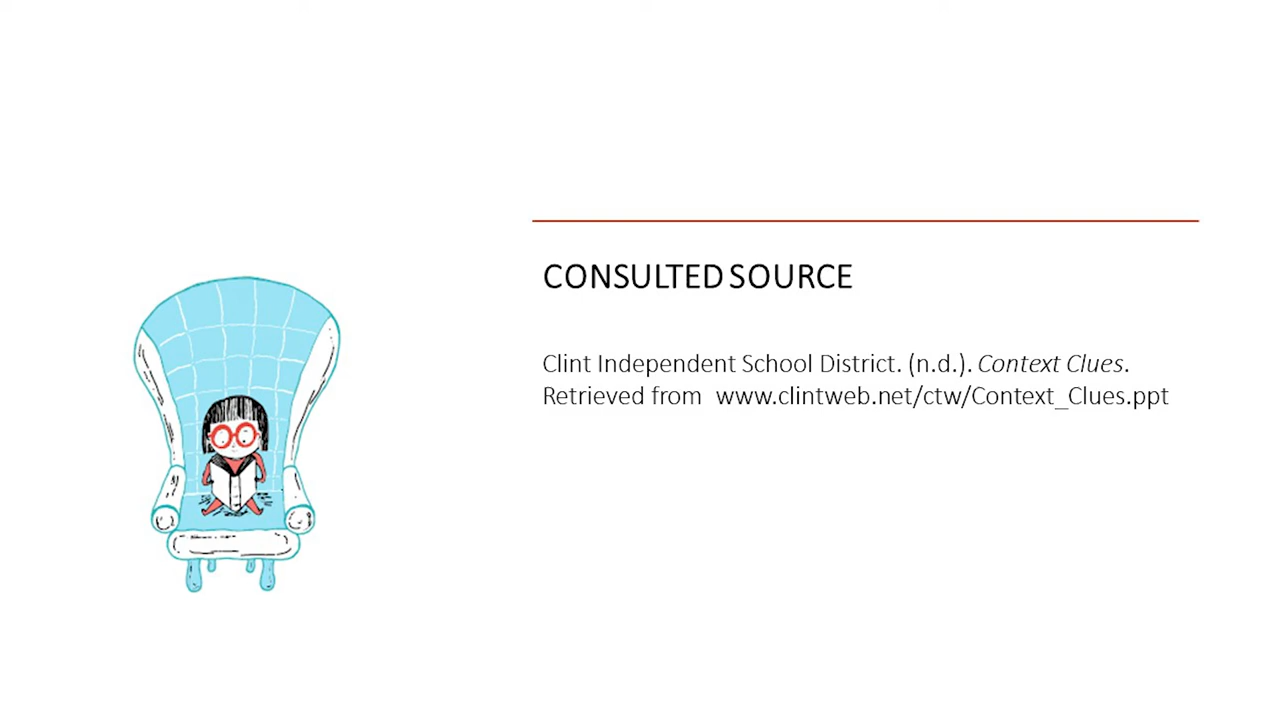 CONSULTED SOURCE
Clint Independent School District. (n.d.). Context Clues.
Retrieved from www.clintweb.net/ctw/Context_Clues.ppt